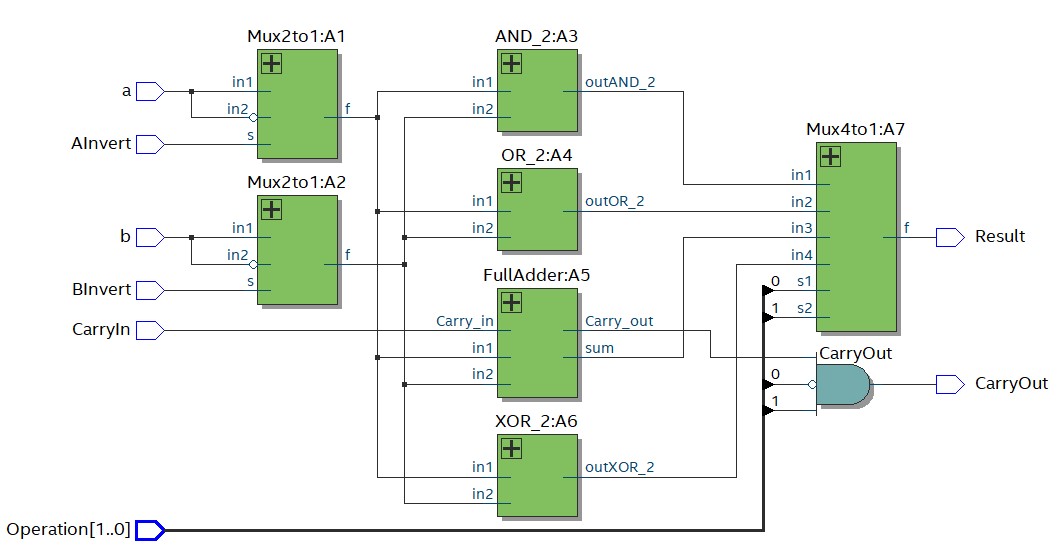 Mux2to1:A1
a
in1
in2
AInvert
s
f
Mux2to1:A2
b
in1
in2
BInvert
s
f
CarryIn
AND_2:A3
in1
in2
outAND_2
OR_2:A4
in1
in2
outOR_2
FullAdder:A5
Carry_in
in1
in2
Carry_out
sum
XOR_2:A6
in1
in2
outXOR_2
Mux4to1:A7
in1
in2
in3
in4
0
s1
1
s2
f
Result
CarryOut
0
1
CarryOut
Operation[1..0]